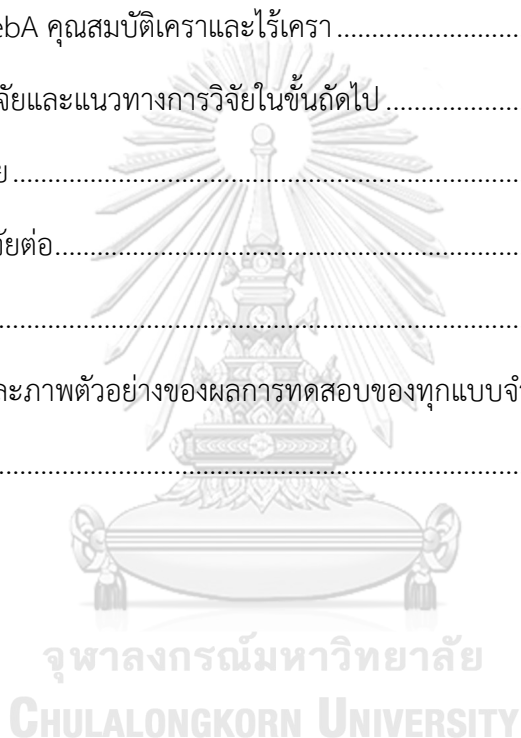 ebA คุณสมบัติเคราและไร้เครา ................................
จัยและแนวทางการวิจัยในขั้นถัดไป ........................
ย ................................................................................
จัยต่อ........................................................................
................................................................................
ละภาพตัวอย่างของผลการทดสอบของทุกแบบจำ
................................................................................
จุฬาลงกรณ์มหาวิทยาลัย
CHULALONGKORN UNIVERSITY